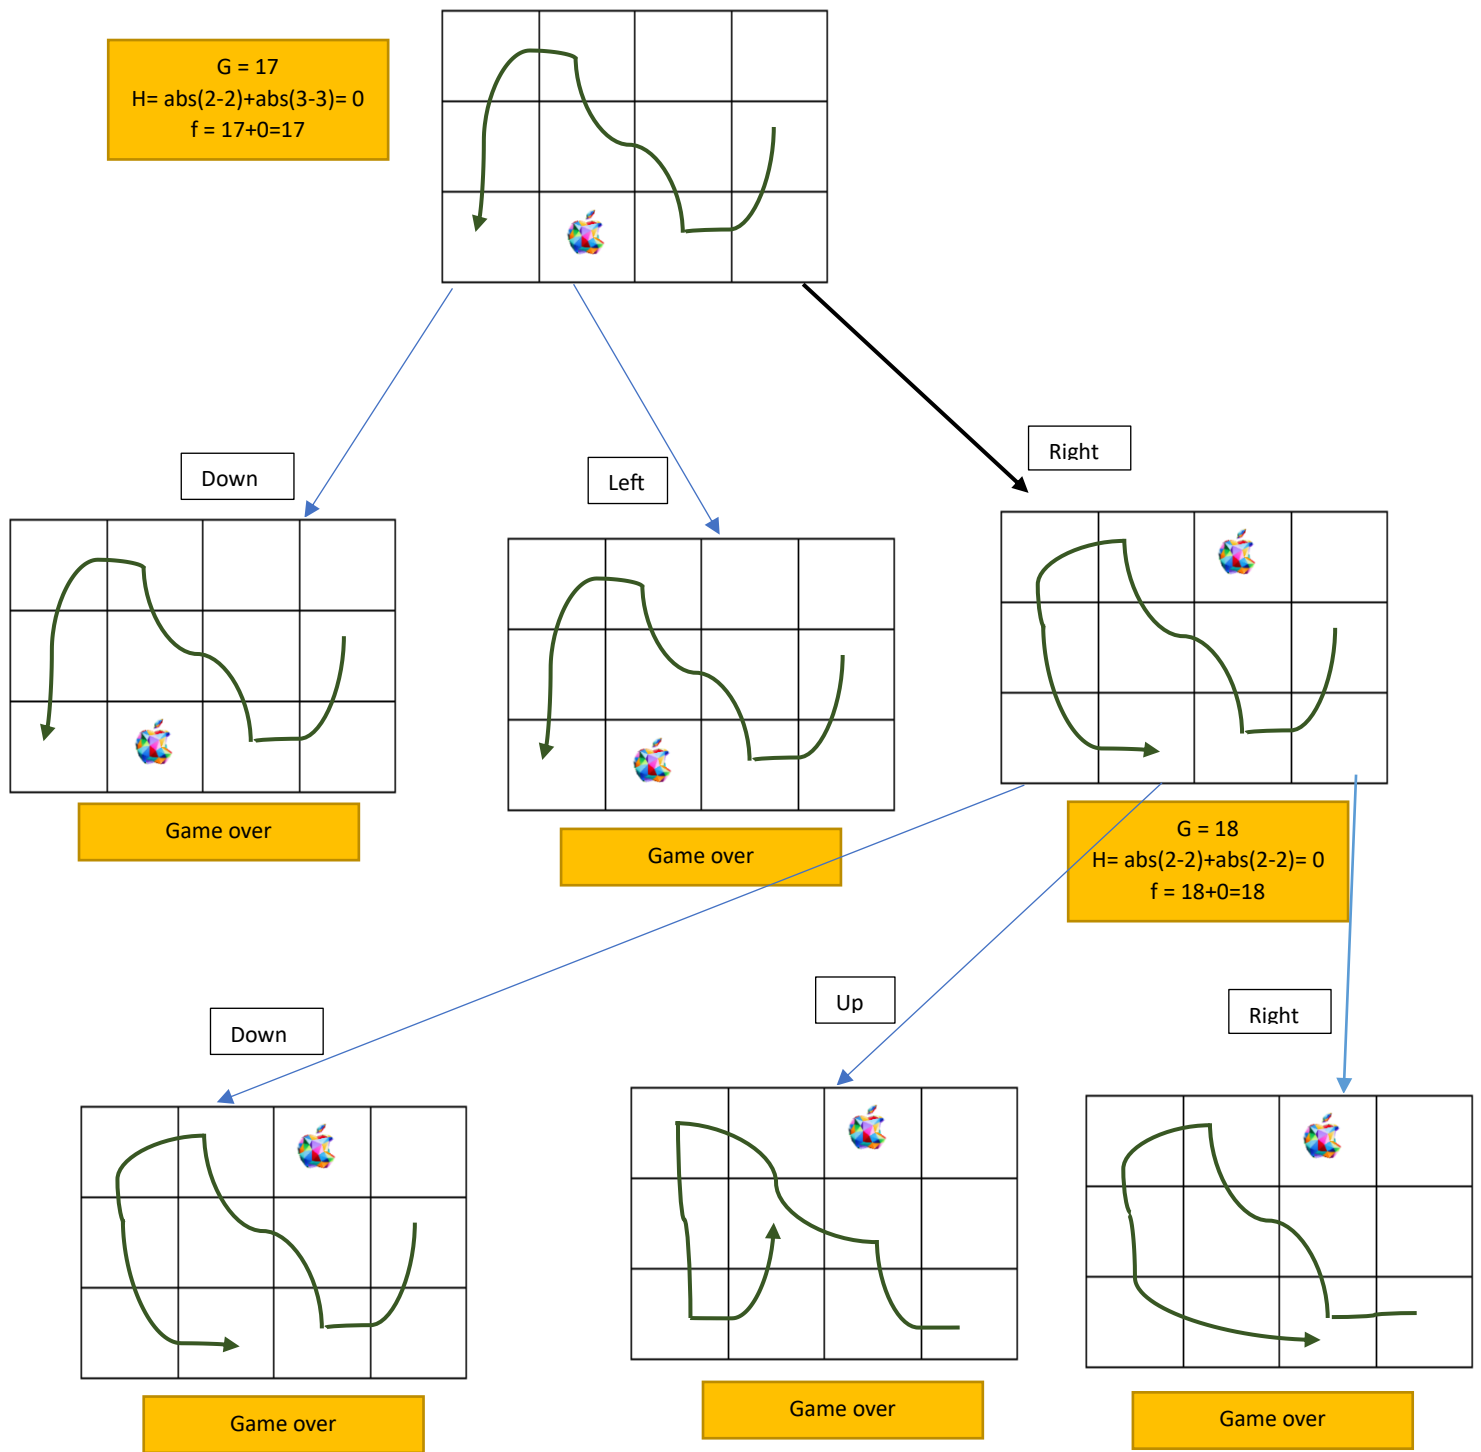 G = 17
H= abs(2-2)+abs(3-3)= 0
f = 17+0=17
Right
Down
Left
Game over
Game over
G = 18
H= abs(2-2)+abs(2-2)= 0
f = 18+0=18
Up
Right
Down
Game over
Game over
Game over